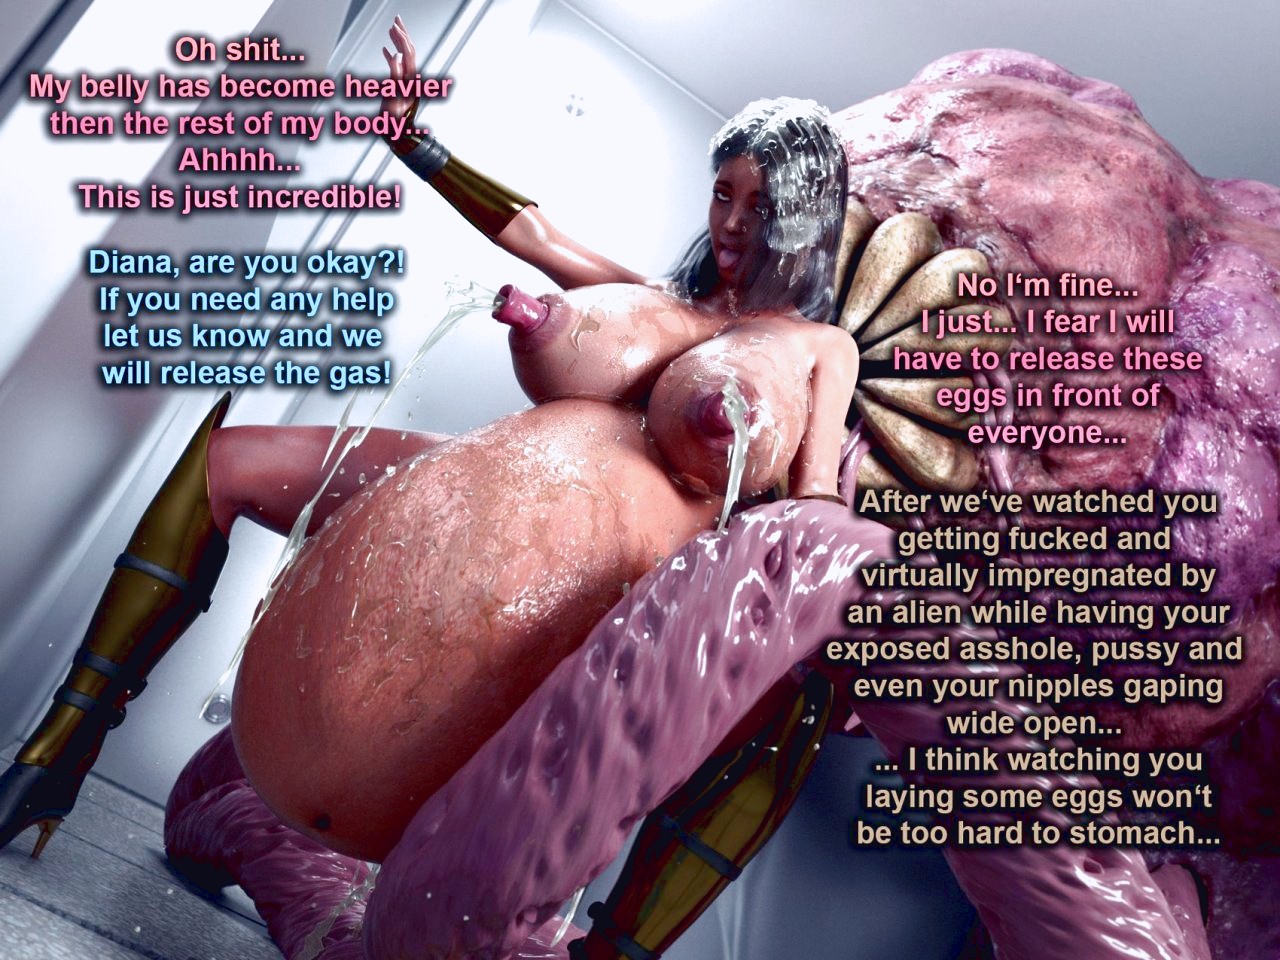 Oh shit...
My belly has become heavier
then the rest of my body...
Ahhhh...
This is just incredible!
Diana, are you okay?!
If you need any help
let us know and we
will release the gas!
No I‘m fine...
I just... I fear I will
have to release these
eggs in front of
everyone...
After we‘ve watched you
getting fucked and
virtually impregnated by
an alien while having your
exposed asshole, pussy and
even your nipples gaping
wide open...
... I think watching you
laying some eggs won‘t
be too hard to stomach...